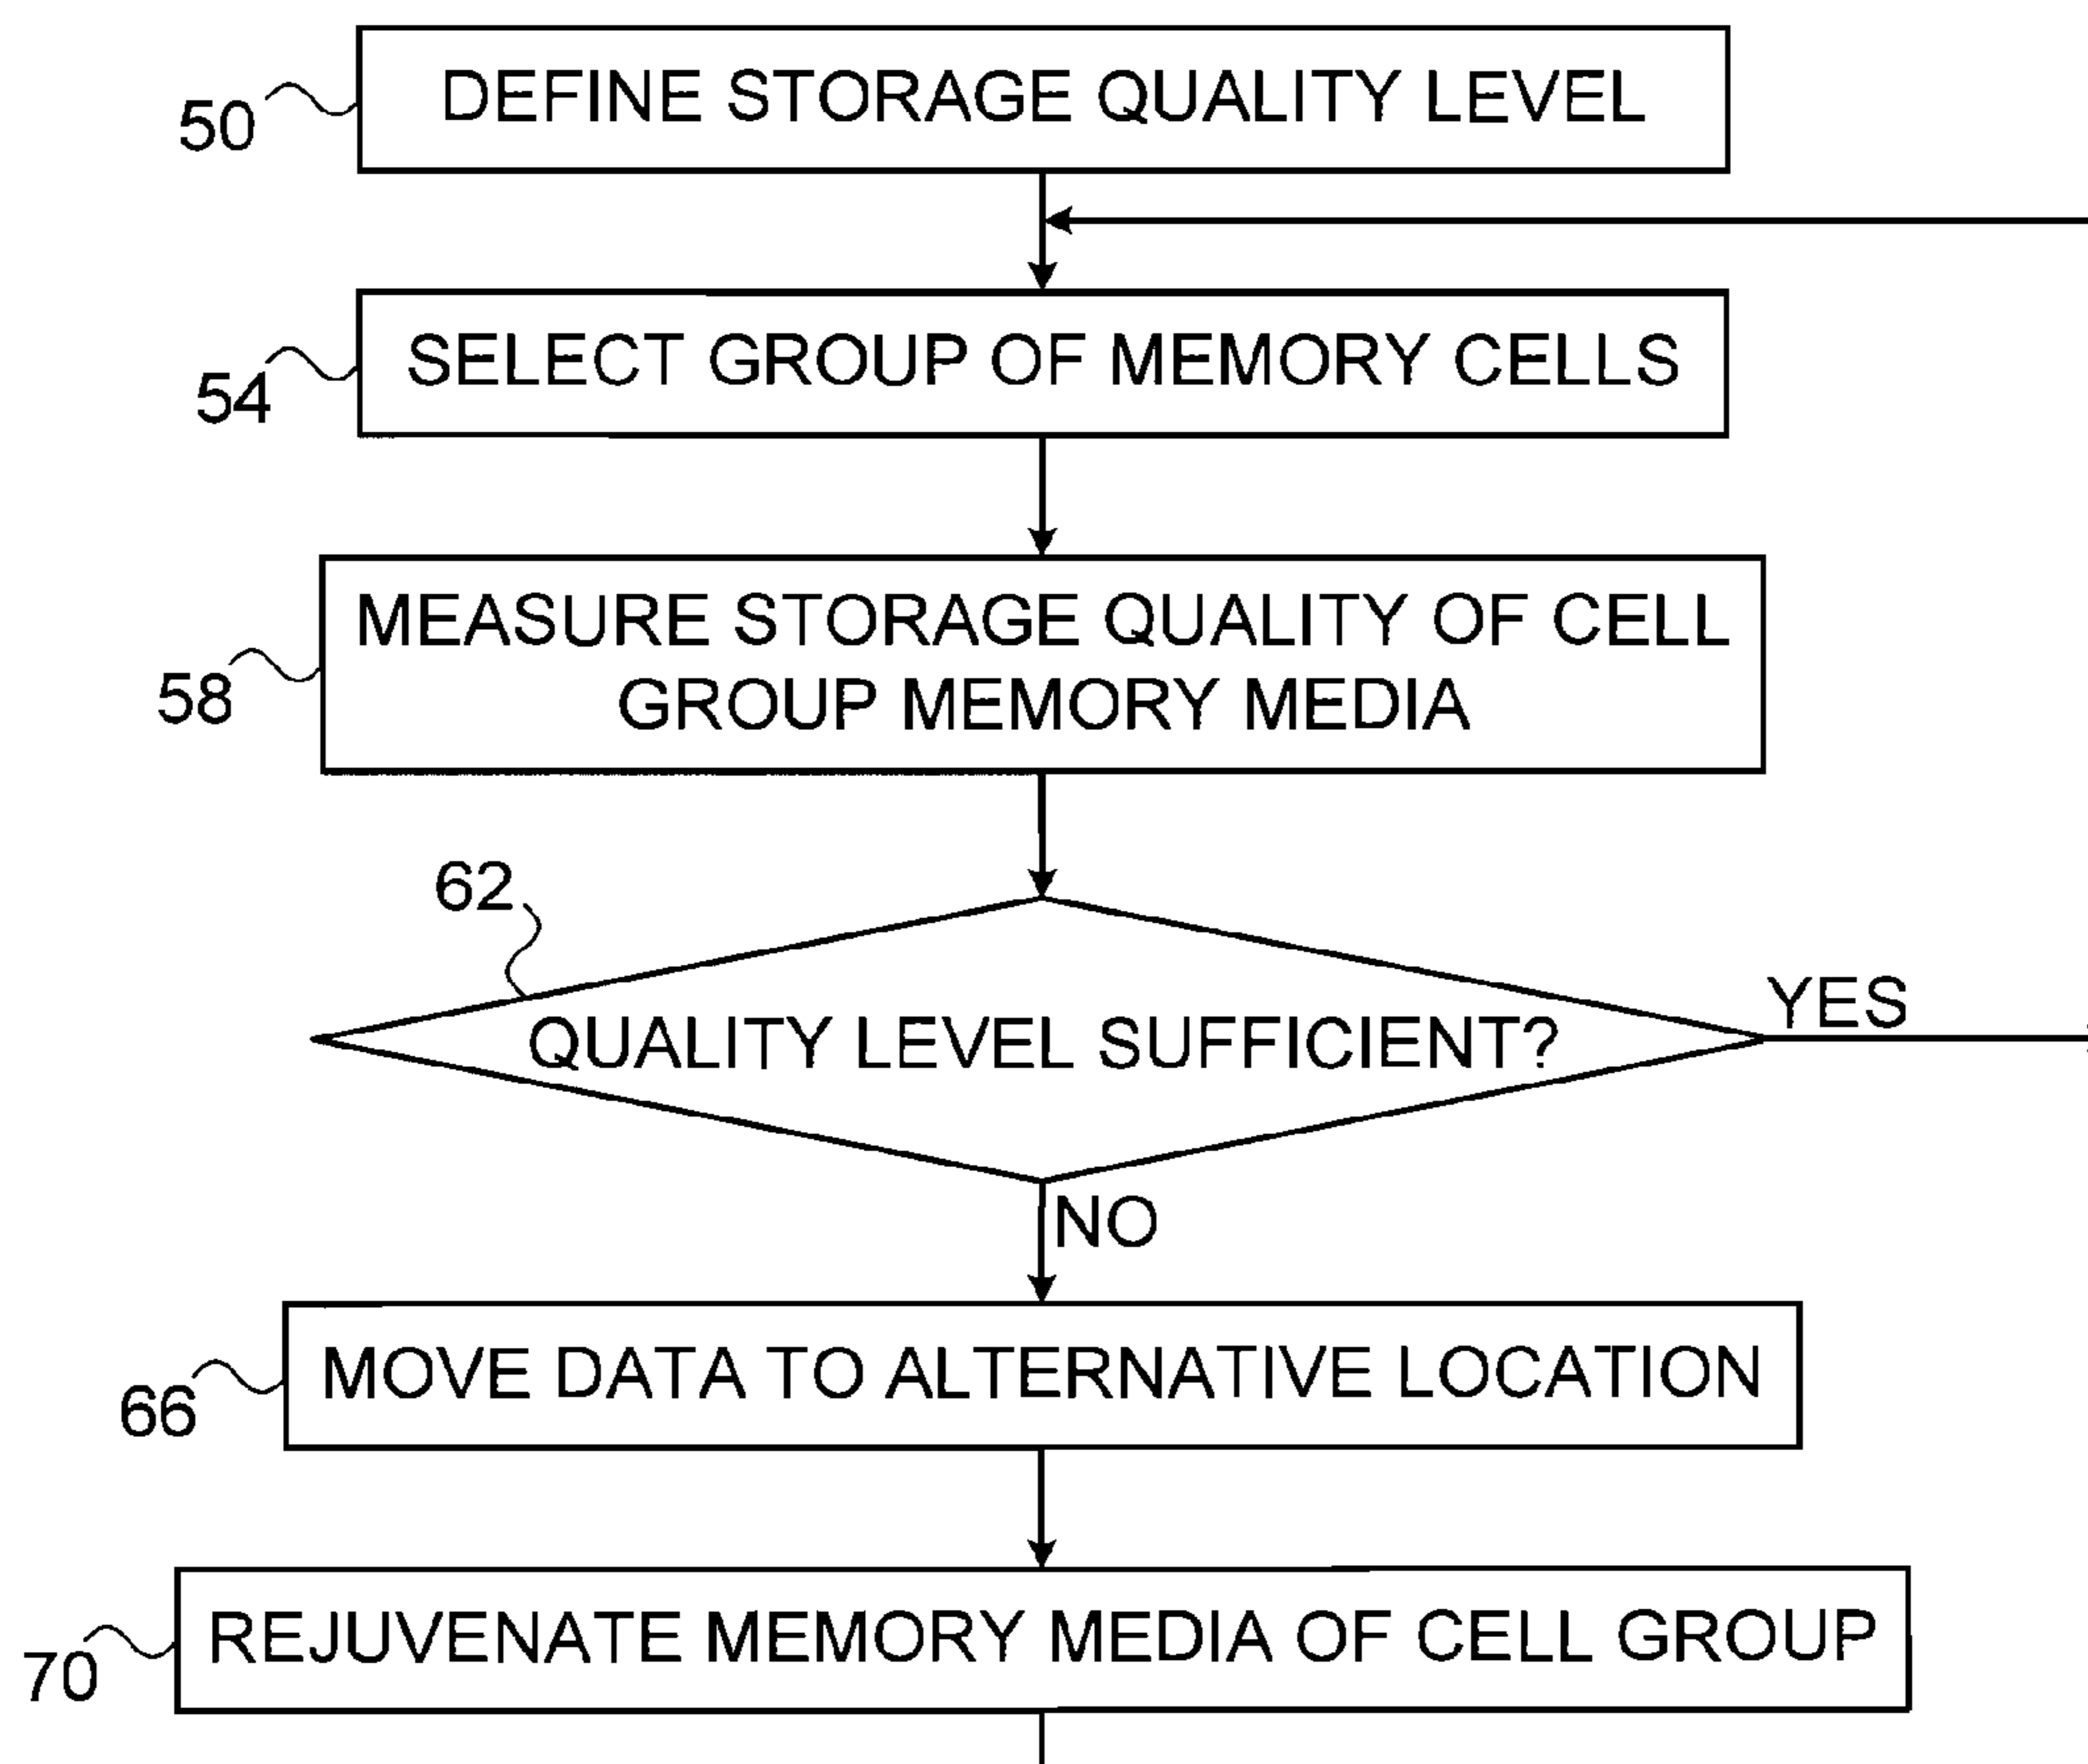 50
DEFINE STORAGE QUALITY LEVEL
54
SELECT GROUP OF MEMORY CELLS
58
MEASURE STORAGE QUALITY OF CELL
GROUP MEMORY MEDIA
62
QUALITY LEVEL SUFFICIENT?
YES
NO
66
MOVE DATA TO ALTERNATIVE LOCATION
70
REJUVENATE MEMORY MEDIA OF CELL GROUP